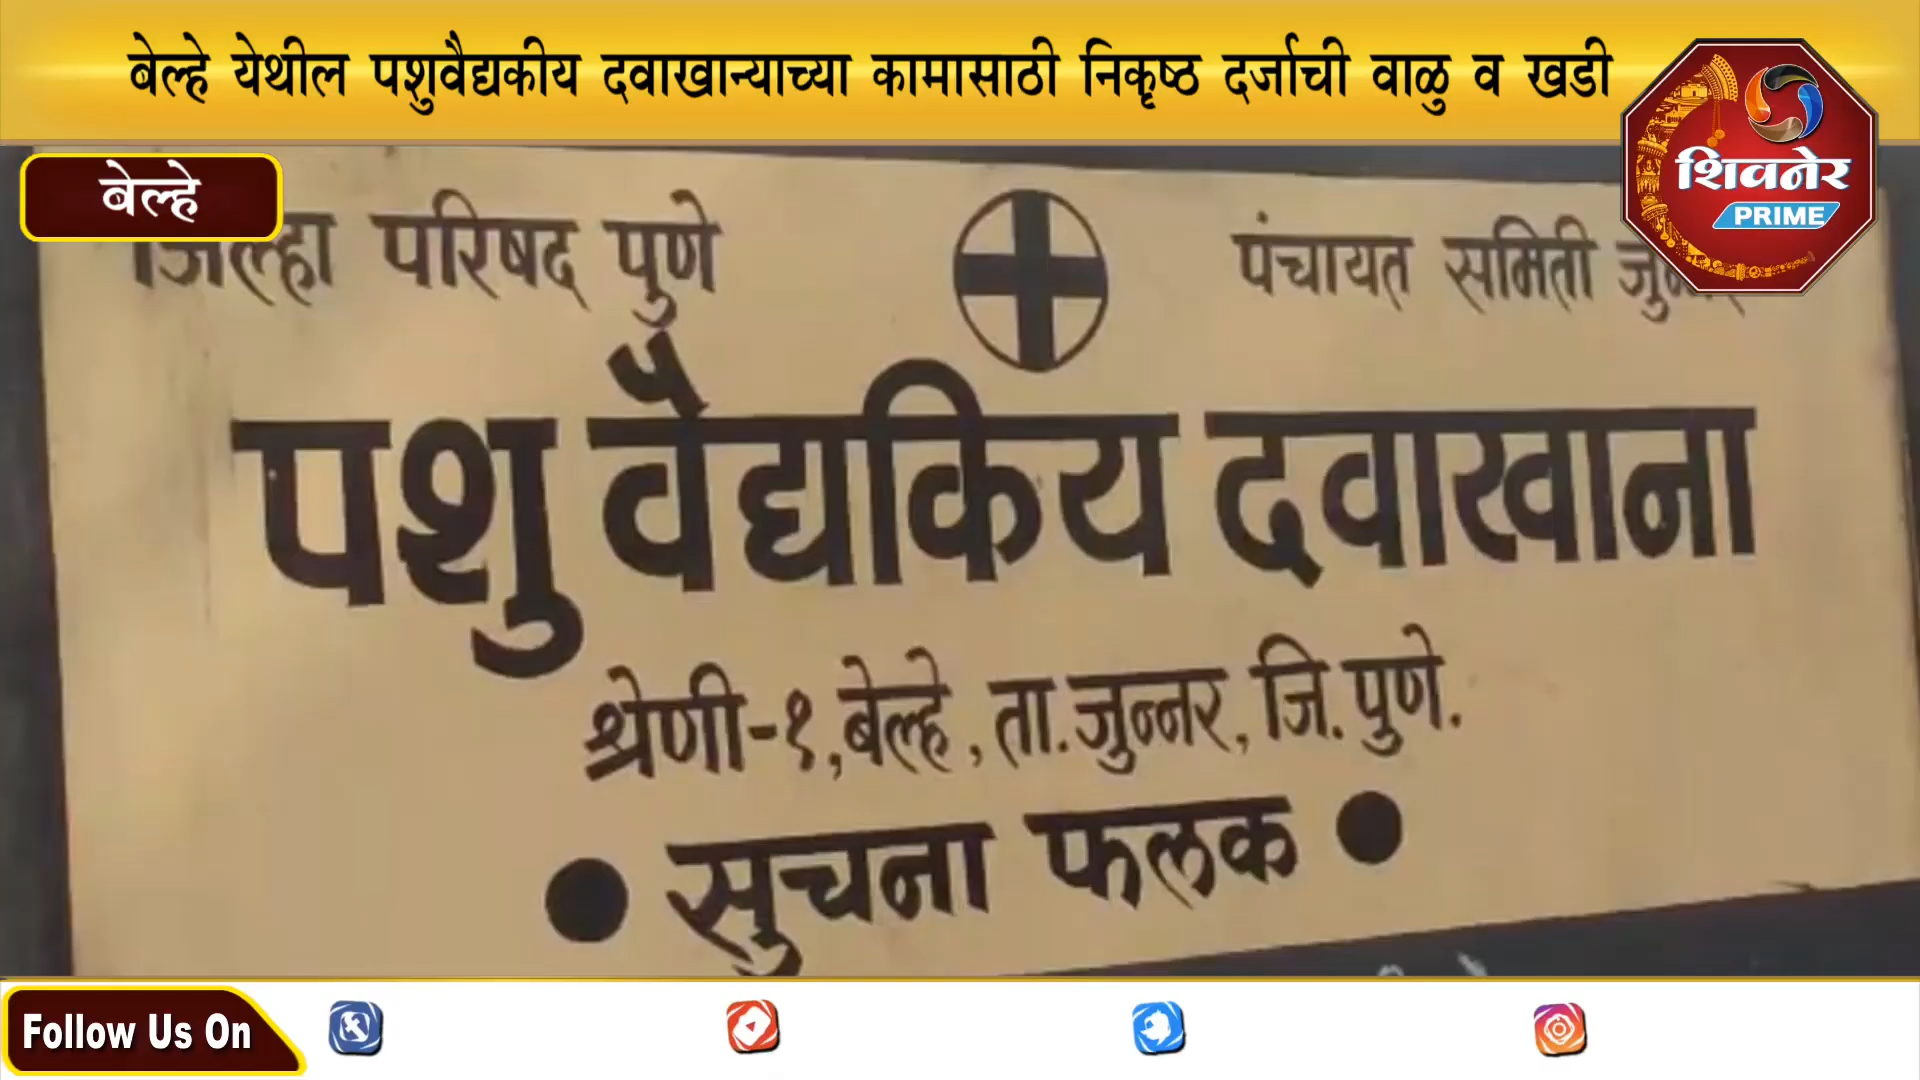 बेल्हे येथील पशुवैद्यकीय दवाखान्याच्या कामासाठी निकृष्ठ दर्जाची वाळु व खडी
शिवनेर
PRIME
बेल्हे
जिल्हा परिषद पुणे
पंचायत समिती जुन्नर
पशु वैद्यकिय दवाखाना
श्रेणी-१, बेल्हे, ता. जुन्नर, जि. पुणे.
• सुचना फलक •
Follow Us On